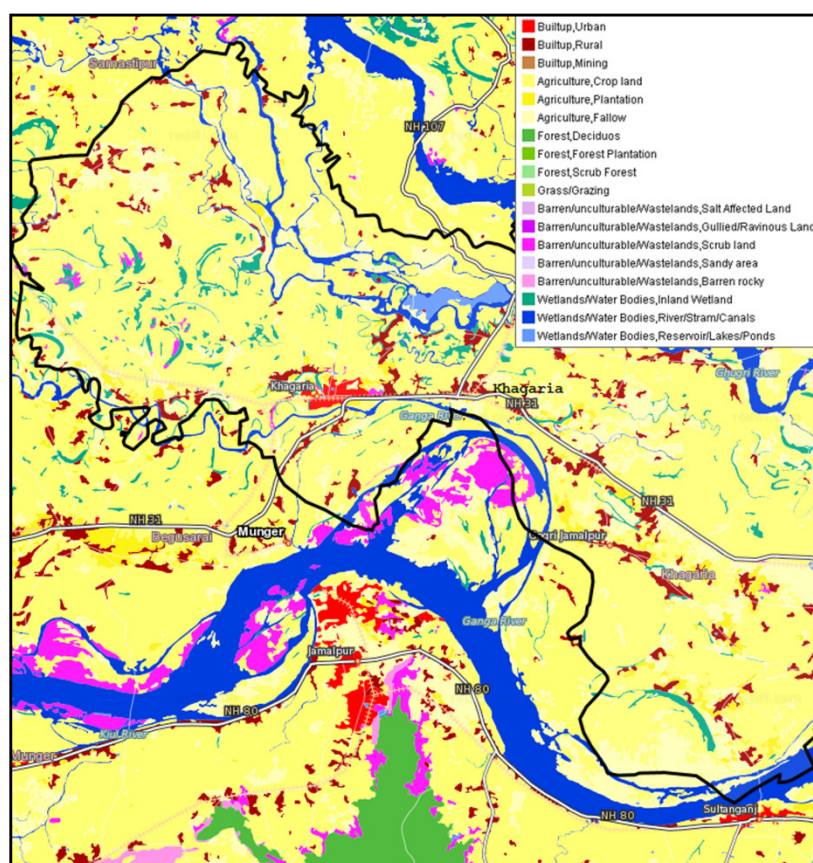 Builtup,Urban
Builtup,Rural
Builtup,Mining
Agriculture,Crop land
Agriculture,Plantation
Agriculture,Fallow
Forest,Deciduos
Forest,Forest Plantation
Forest,Scrub Forest
Grass/Grazing
Barren/unculturable/Wastelands,Salt Affected Land
Barren/unculturable/Wastelands,Gullied/Ravinous Land
Barren/unculturable/Wastelands,Scrub land
Barren/unculturable/Wastelands,Sandy area
Barren/unculturable/Wastelands,Barren rocky
Wetlands/Water Bodies,Inland Wetland
Wetlands/Water Bodies,River/Stram/Canals
Wetlands/Water Bodies,Reservoir/Lakes/Ponds
Samastipur
NH 107
Ghugri River
Khagaria
Khagaria
Ganga River
NH 31
NH 31
NH 31
Begusarai
Munger
Gogri Jamalpur
Khagaria
Ganga River
Jamalpur
NH 80
NH 80
Kiul River
Munger
Sultanganj
NH 80